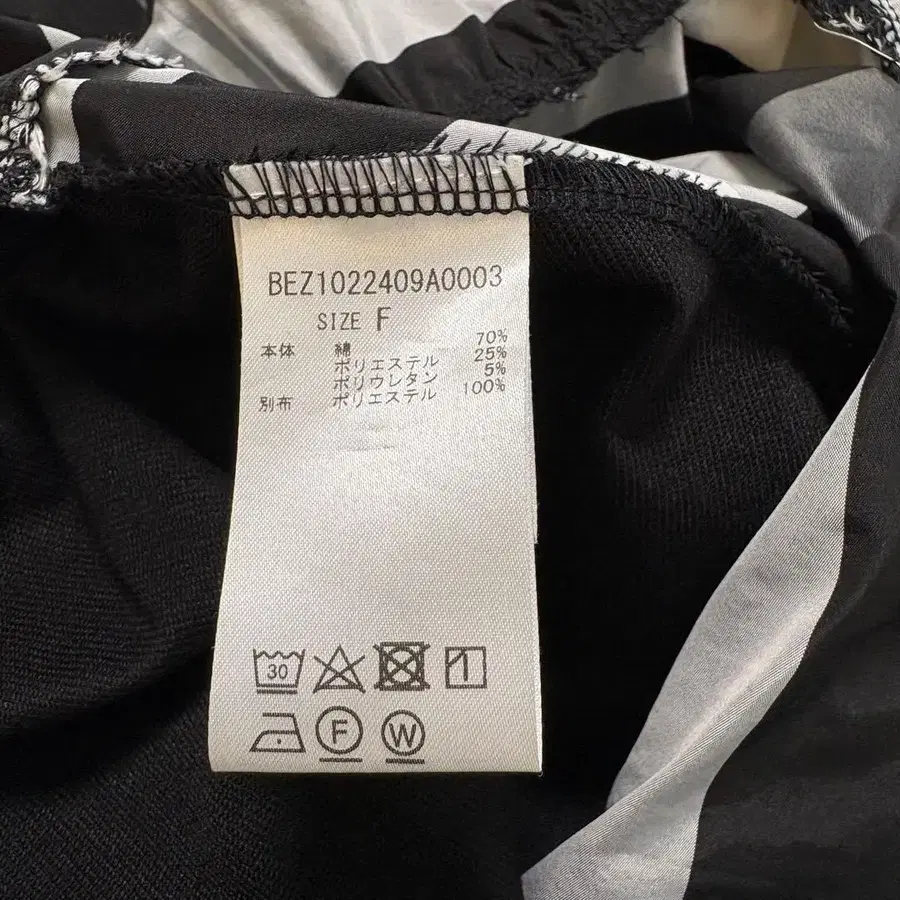 BEZ1022409A0003
SIZE F
本体 綿 70%
ポリエステル 25%
ポリウレタン 5%
別布 ポリエステル 100%
30
F W